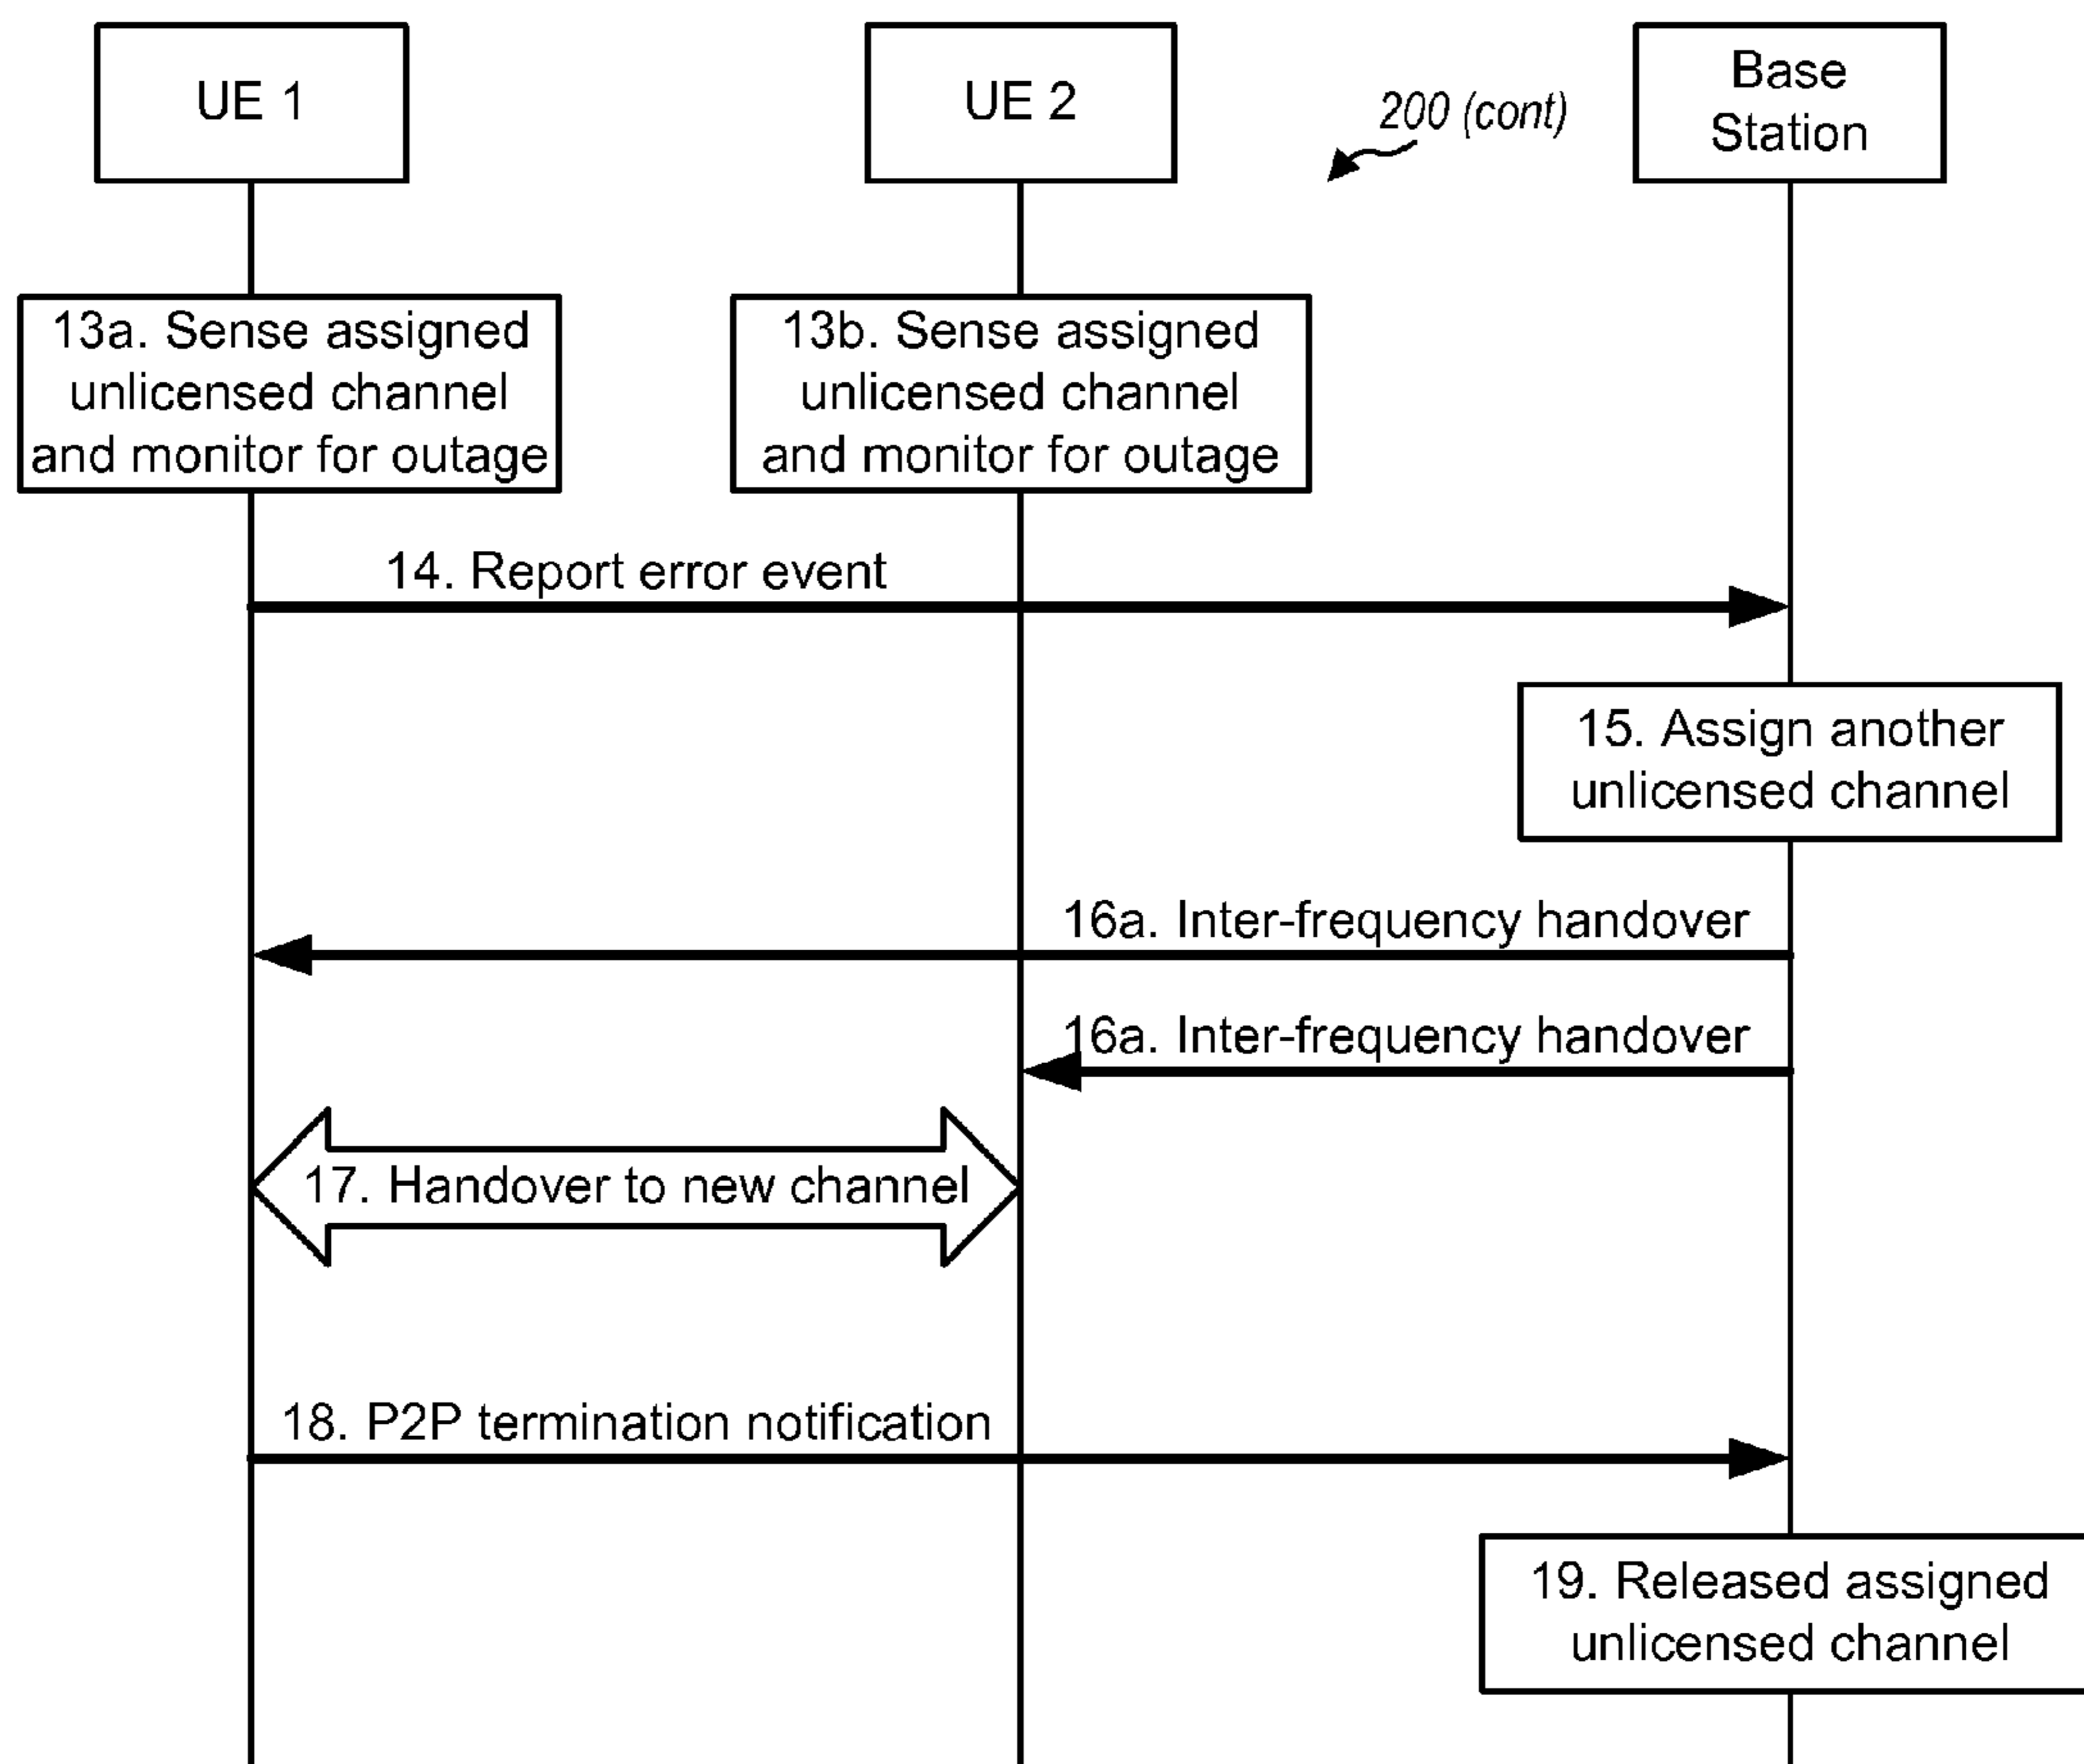 UE 1
UE 2
200 (cont)
Base
Station
13a. Sense assigned
unlicensed channel
and monitor for outage
13b. Sense assigned
unlicensed channel
and monitor for outage
14. Report error event
15. Assign another
unlicensed channel
16a. Inter-frequency handover
16a. Inter-frequency handover
17. Handover to new channel
18. P2P termination notification
19. Released assigned
unlicensed channel